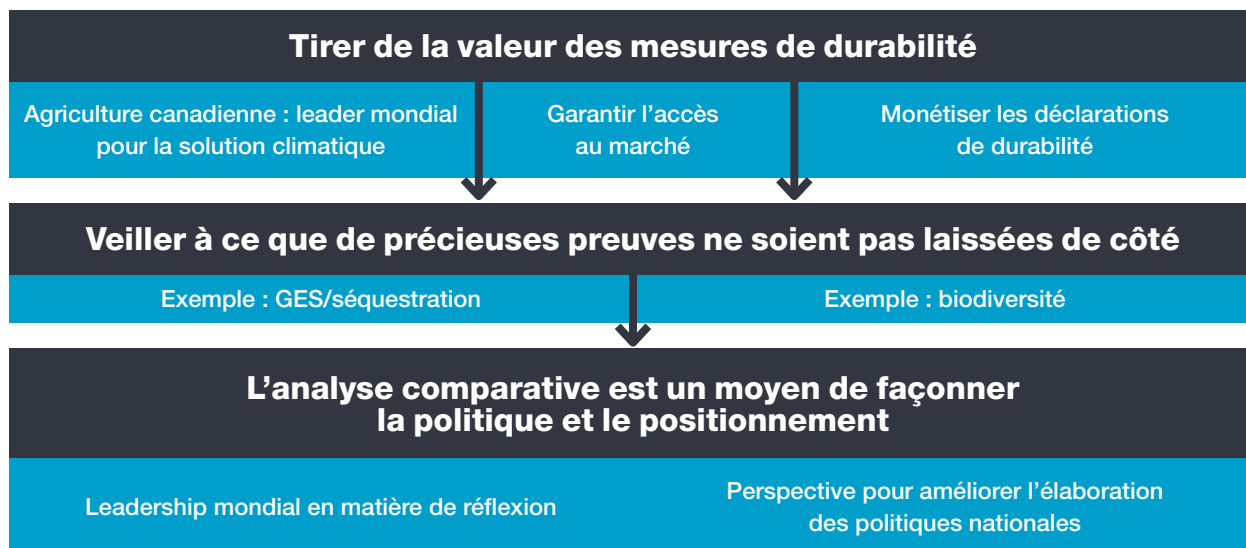 Tirer de la valeur des mesures de durabilité
Agriculture canadienne : leader mondial
pour la solution climatique
Garantir l’accès
au marché
Monétiser les déclarations
de durabilité
Veiller à ce que de précieuses preuves ne soient pas laissées de côté
Exemple : GES/séquestration
Exemple : biodiversité
L’analyse comparative est un moyen de façonner
la politique et le positionnement
Leadership mondial en matière de réflexion
Perspective pour améliorer l’élaboration
des politiques nationales